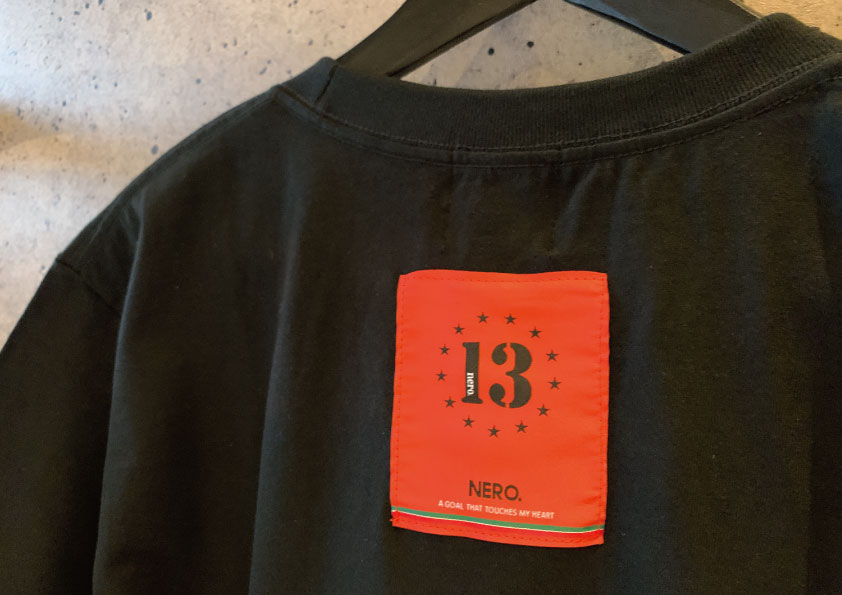 13
nero.
NERO.
A GOAL THAT TOUCHES MY HEART